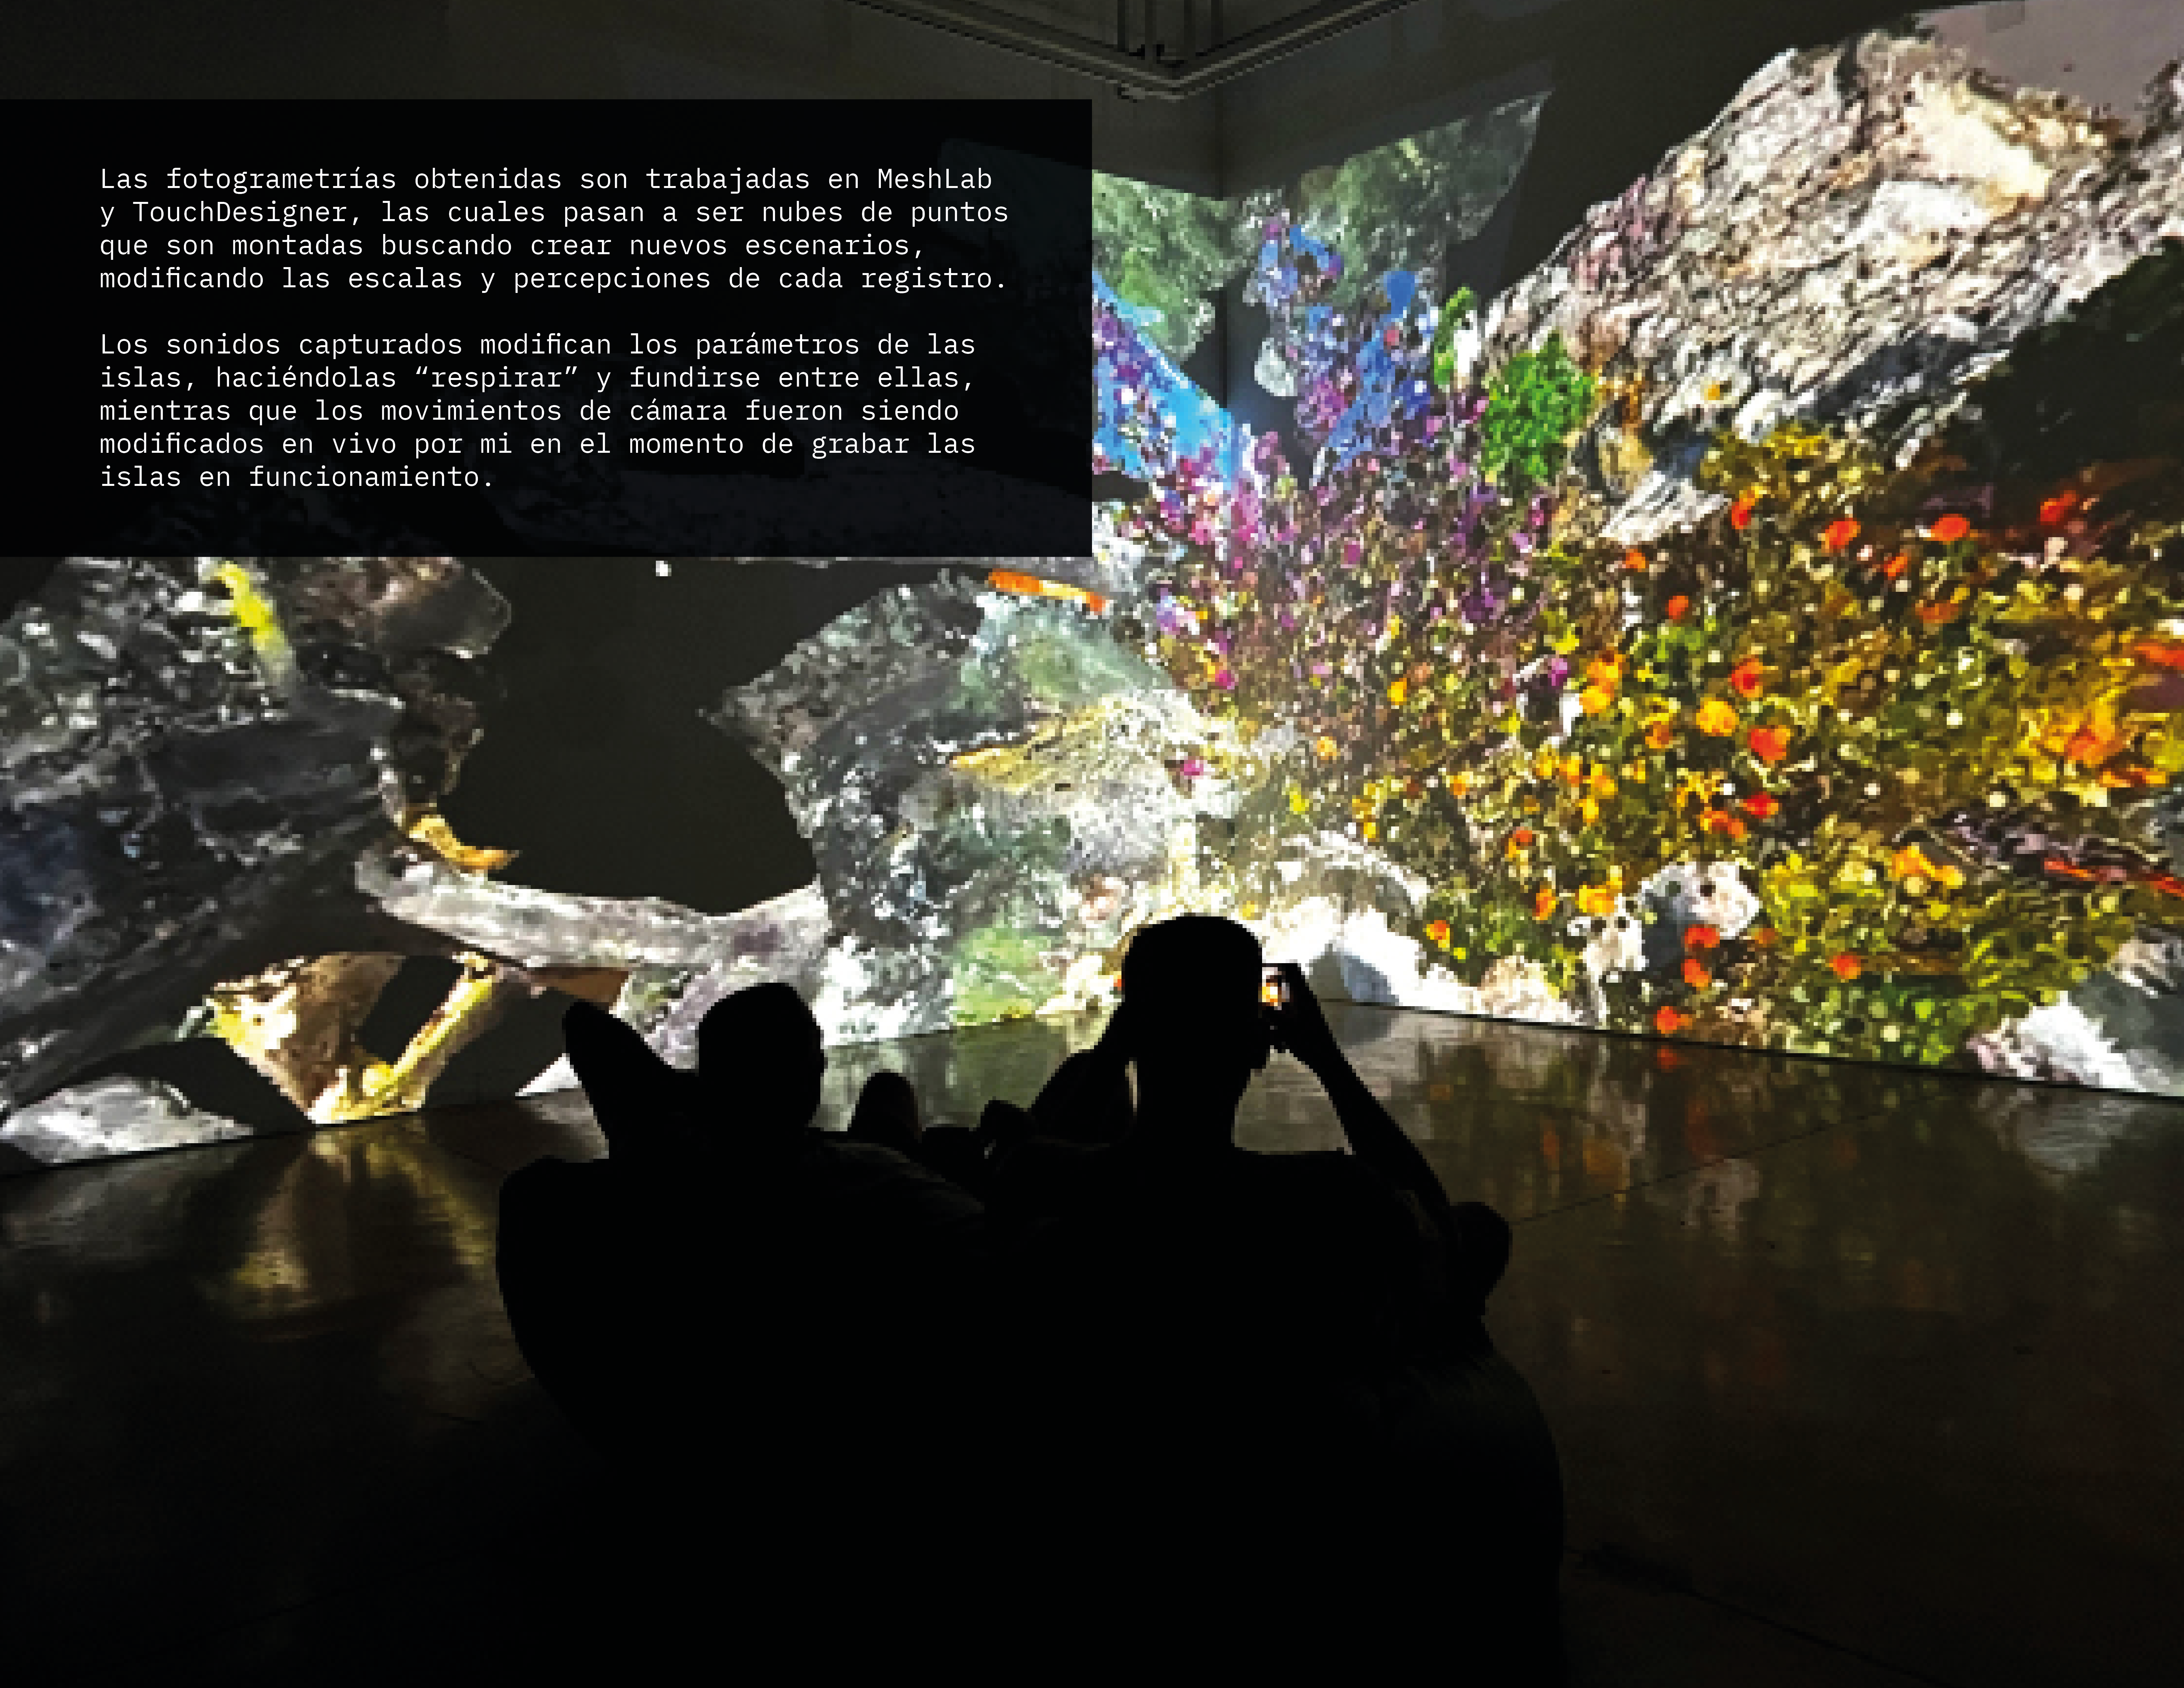 Las fotogrametrías obtenidas son trabajadas en MeshLab
y TouchDesigner, las cuales pasan a ser nubes de puntos
que son montadas buscando crear nuevos escenarios,
modificando las escalas y percepciones de cada registro.
Los sonidos capturados modifican los parámetros de las
islas, haciéndolas “respirar” y fundirse entre ellas,
mientras que los movimientos de cámara fueron siendo
modificados en vivo por mi en el momento de grabar las
islas en funcionamiento.